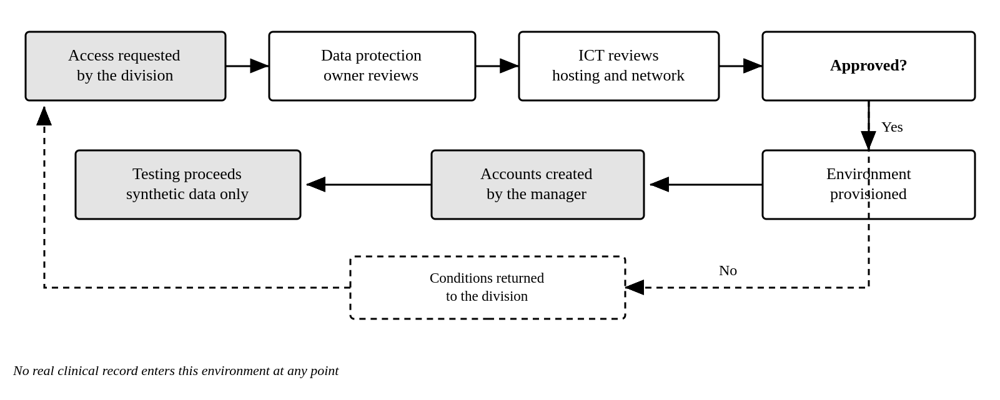 Access requested
by the division
Data protection
owner reviews
ICT reviews
hosting and network
Approved?
Yes
Testing proceeds
synthetic data only
Accounts created
by the manager
Environment
provisioned
Conditions returned
to the division
No
No real clinical record enters this environment at any point